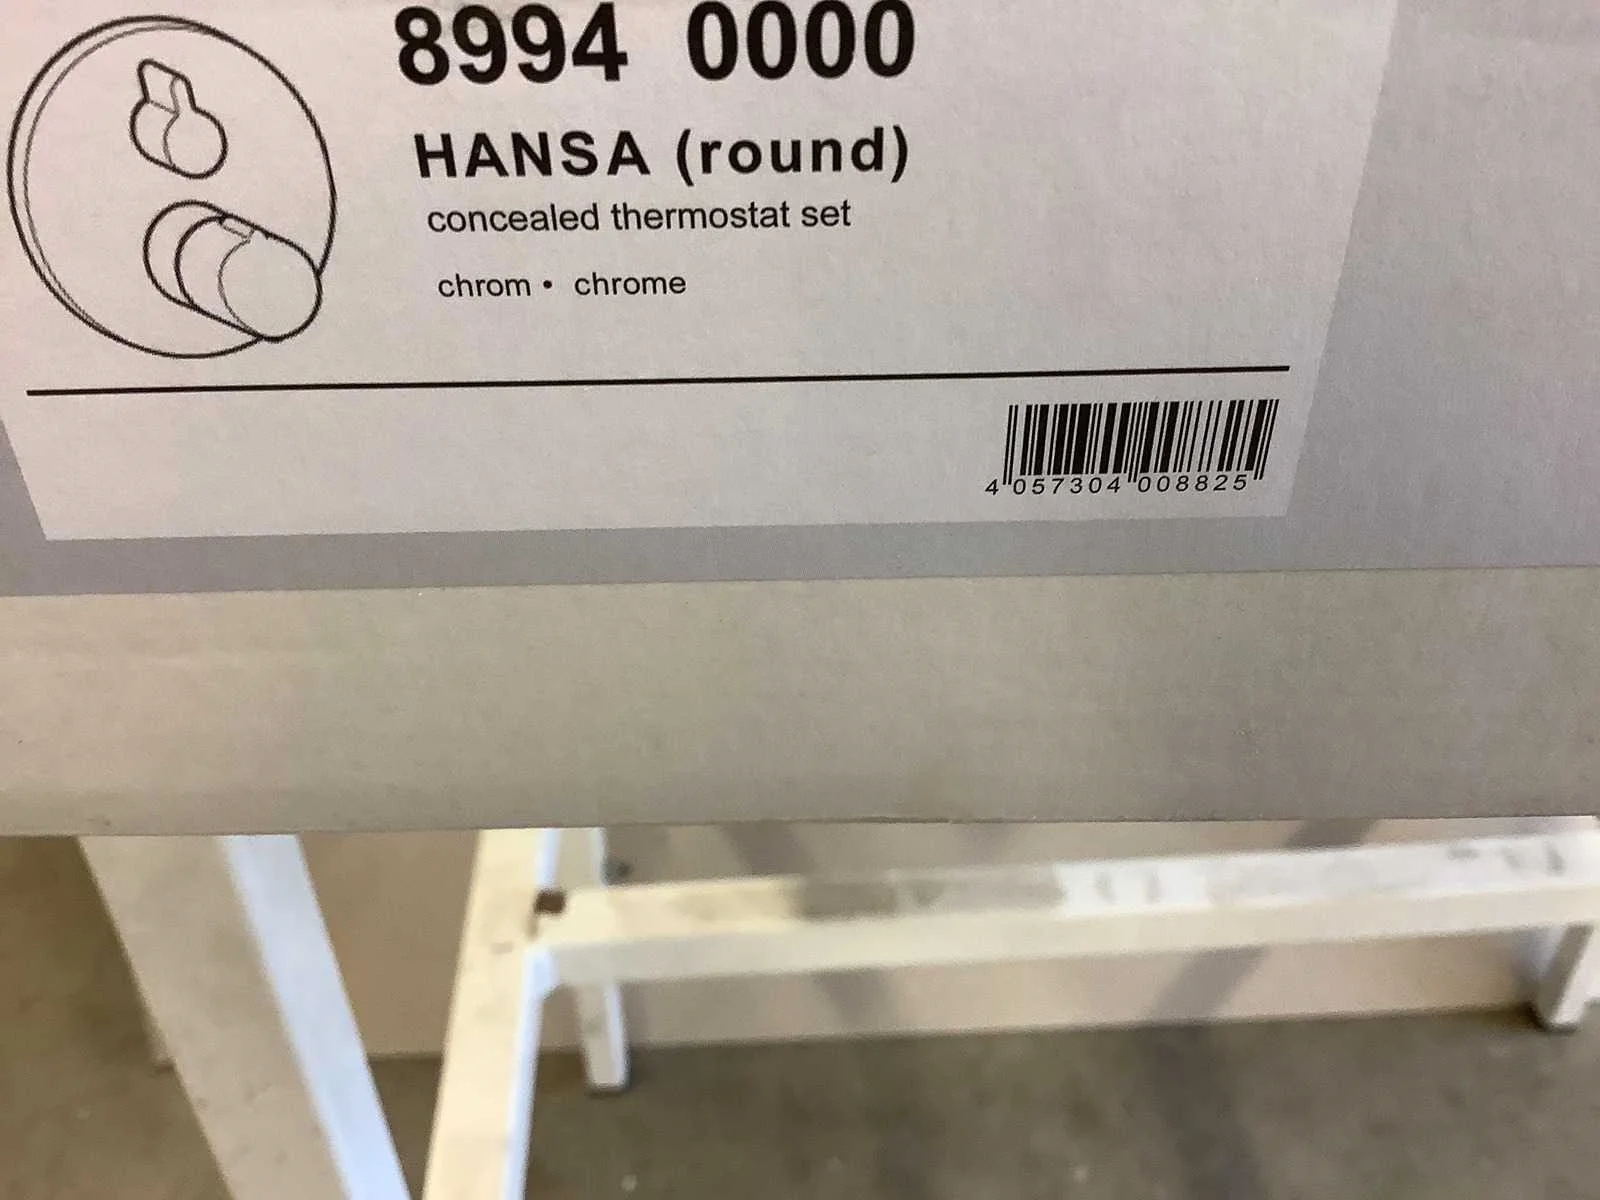 8994 0000
HANSA (round)
concealed thermostat set
chrom • chrome
4 057304 008825